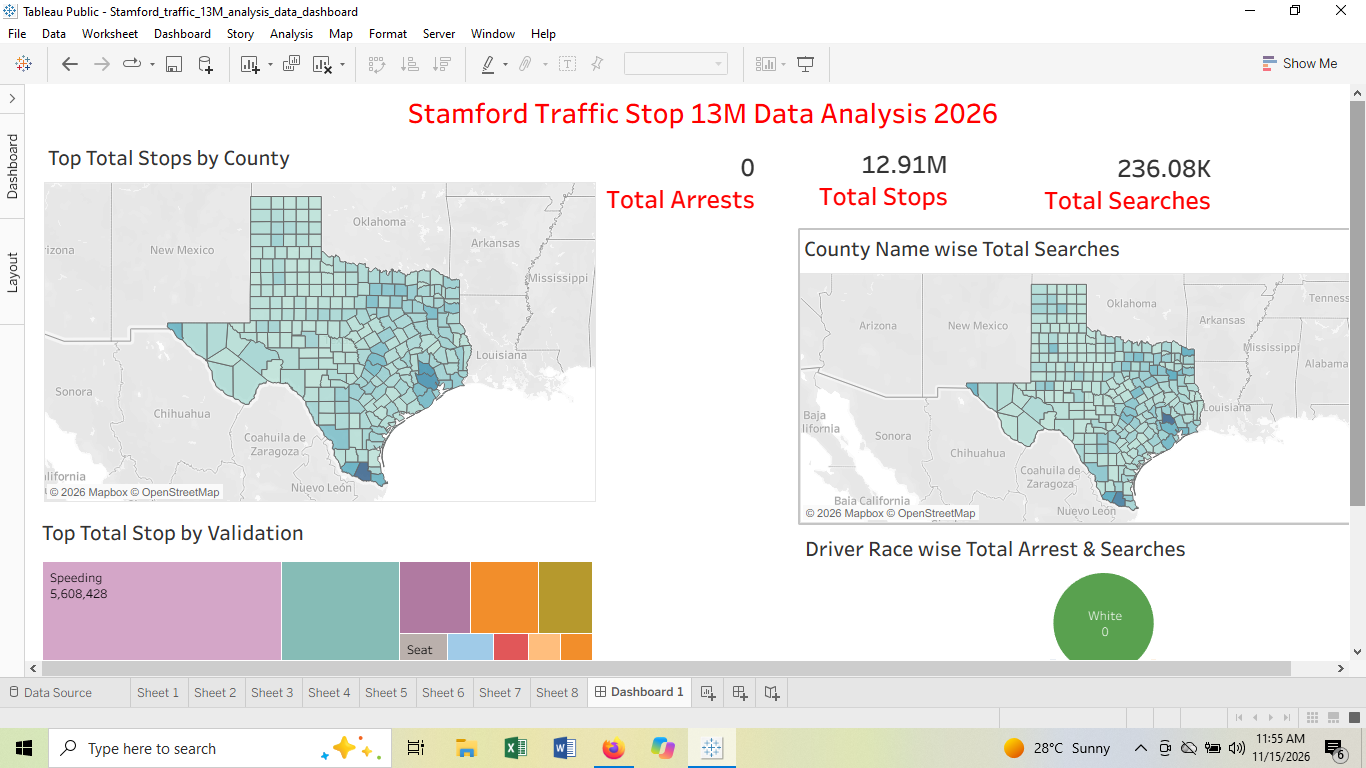 Tableau Public - Stamford_traffic_13M_analysis_data_dashboard
File Data Worksheet Dashboard Story Analysis Map Format Server Window Help
Show Me
Dashboard
Layout
Stamford Traffic Stop 13M Data Analysis 2026
Top Total Stops by County
0
Total Arrests
12.91M
Total Stops
236.08K
Total Searches
izona
New Mexico
Oklahoma
Arkansas
Mississippi
Louisiana
Sonora
Chihuahua
Coahuila de
Zaragoza
Nuevo León
lifornia
© 2026 Mapbox © OpenStreetMap
County Name wise Total Searches
Arizona
New Mexico
Oklahoma
Tenness
Arkansas
Mississippi
Alabama
Louisiana
Baja
lifornia
Sonora
Chihuahua
Coahuila de
Zaragoza
Baja California
Nuevo León
© 2026 Mapbox © OpenStreetMap
Top Total Stop by Validation
Speeding
5,608,428
Seat
Driver Race wise Total Arrest & Searches
White
0
Data Source Sheet 1 Sheet 2 Sheet 3 Sheet 4 Sheet 5 Sheet 6 Sheet 7 Sheet 8 Dashboard 1
Type here to search
28°C Sunny
11:55 AM
11/15/2026
6